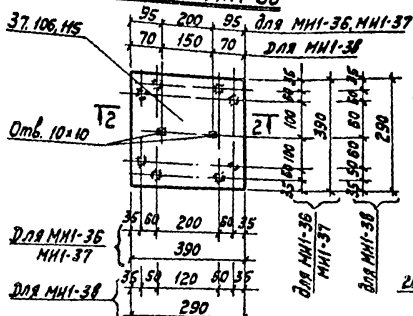 95 200 95 для МН1-36, МН1-37
37.106, М5
70 150 70 для МН1-38
2 2
Отв. 10×10
35 60 200 60 35
Для МН1-36
МН1-37
390
35 50 120 60 35
Для МН1-38
290
35 60 100 100 60 35
390
для МН1-36
МН1-37
35 60 80 60 50 35
290
для МН1-38